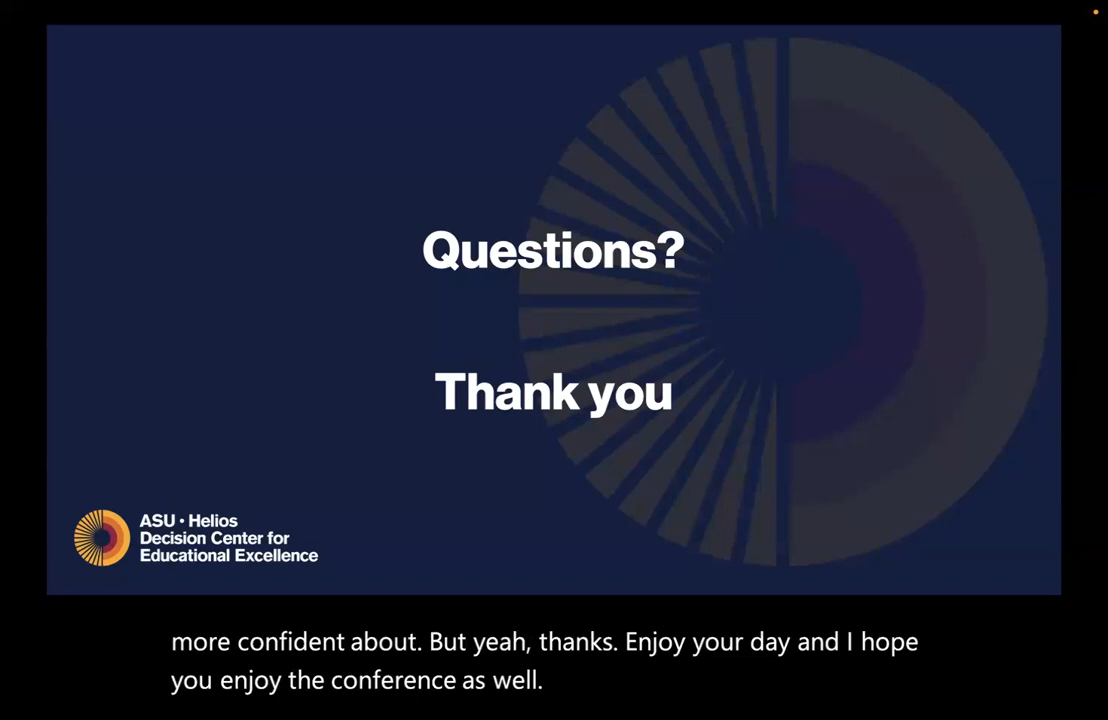 Questions?
Thank you
ASU · Helios
Decision Center for
Educational Excellence
more confident about. But yeah, thanks. Enjoy your day and I hope
you enjoy the conference as well.